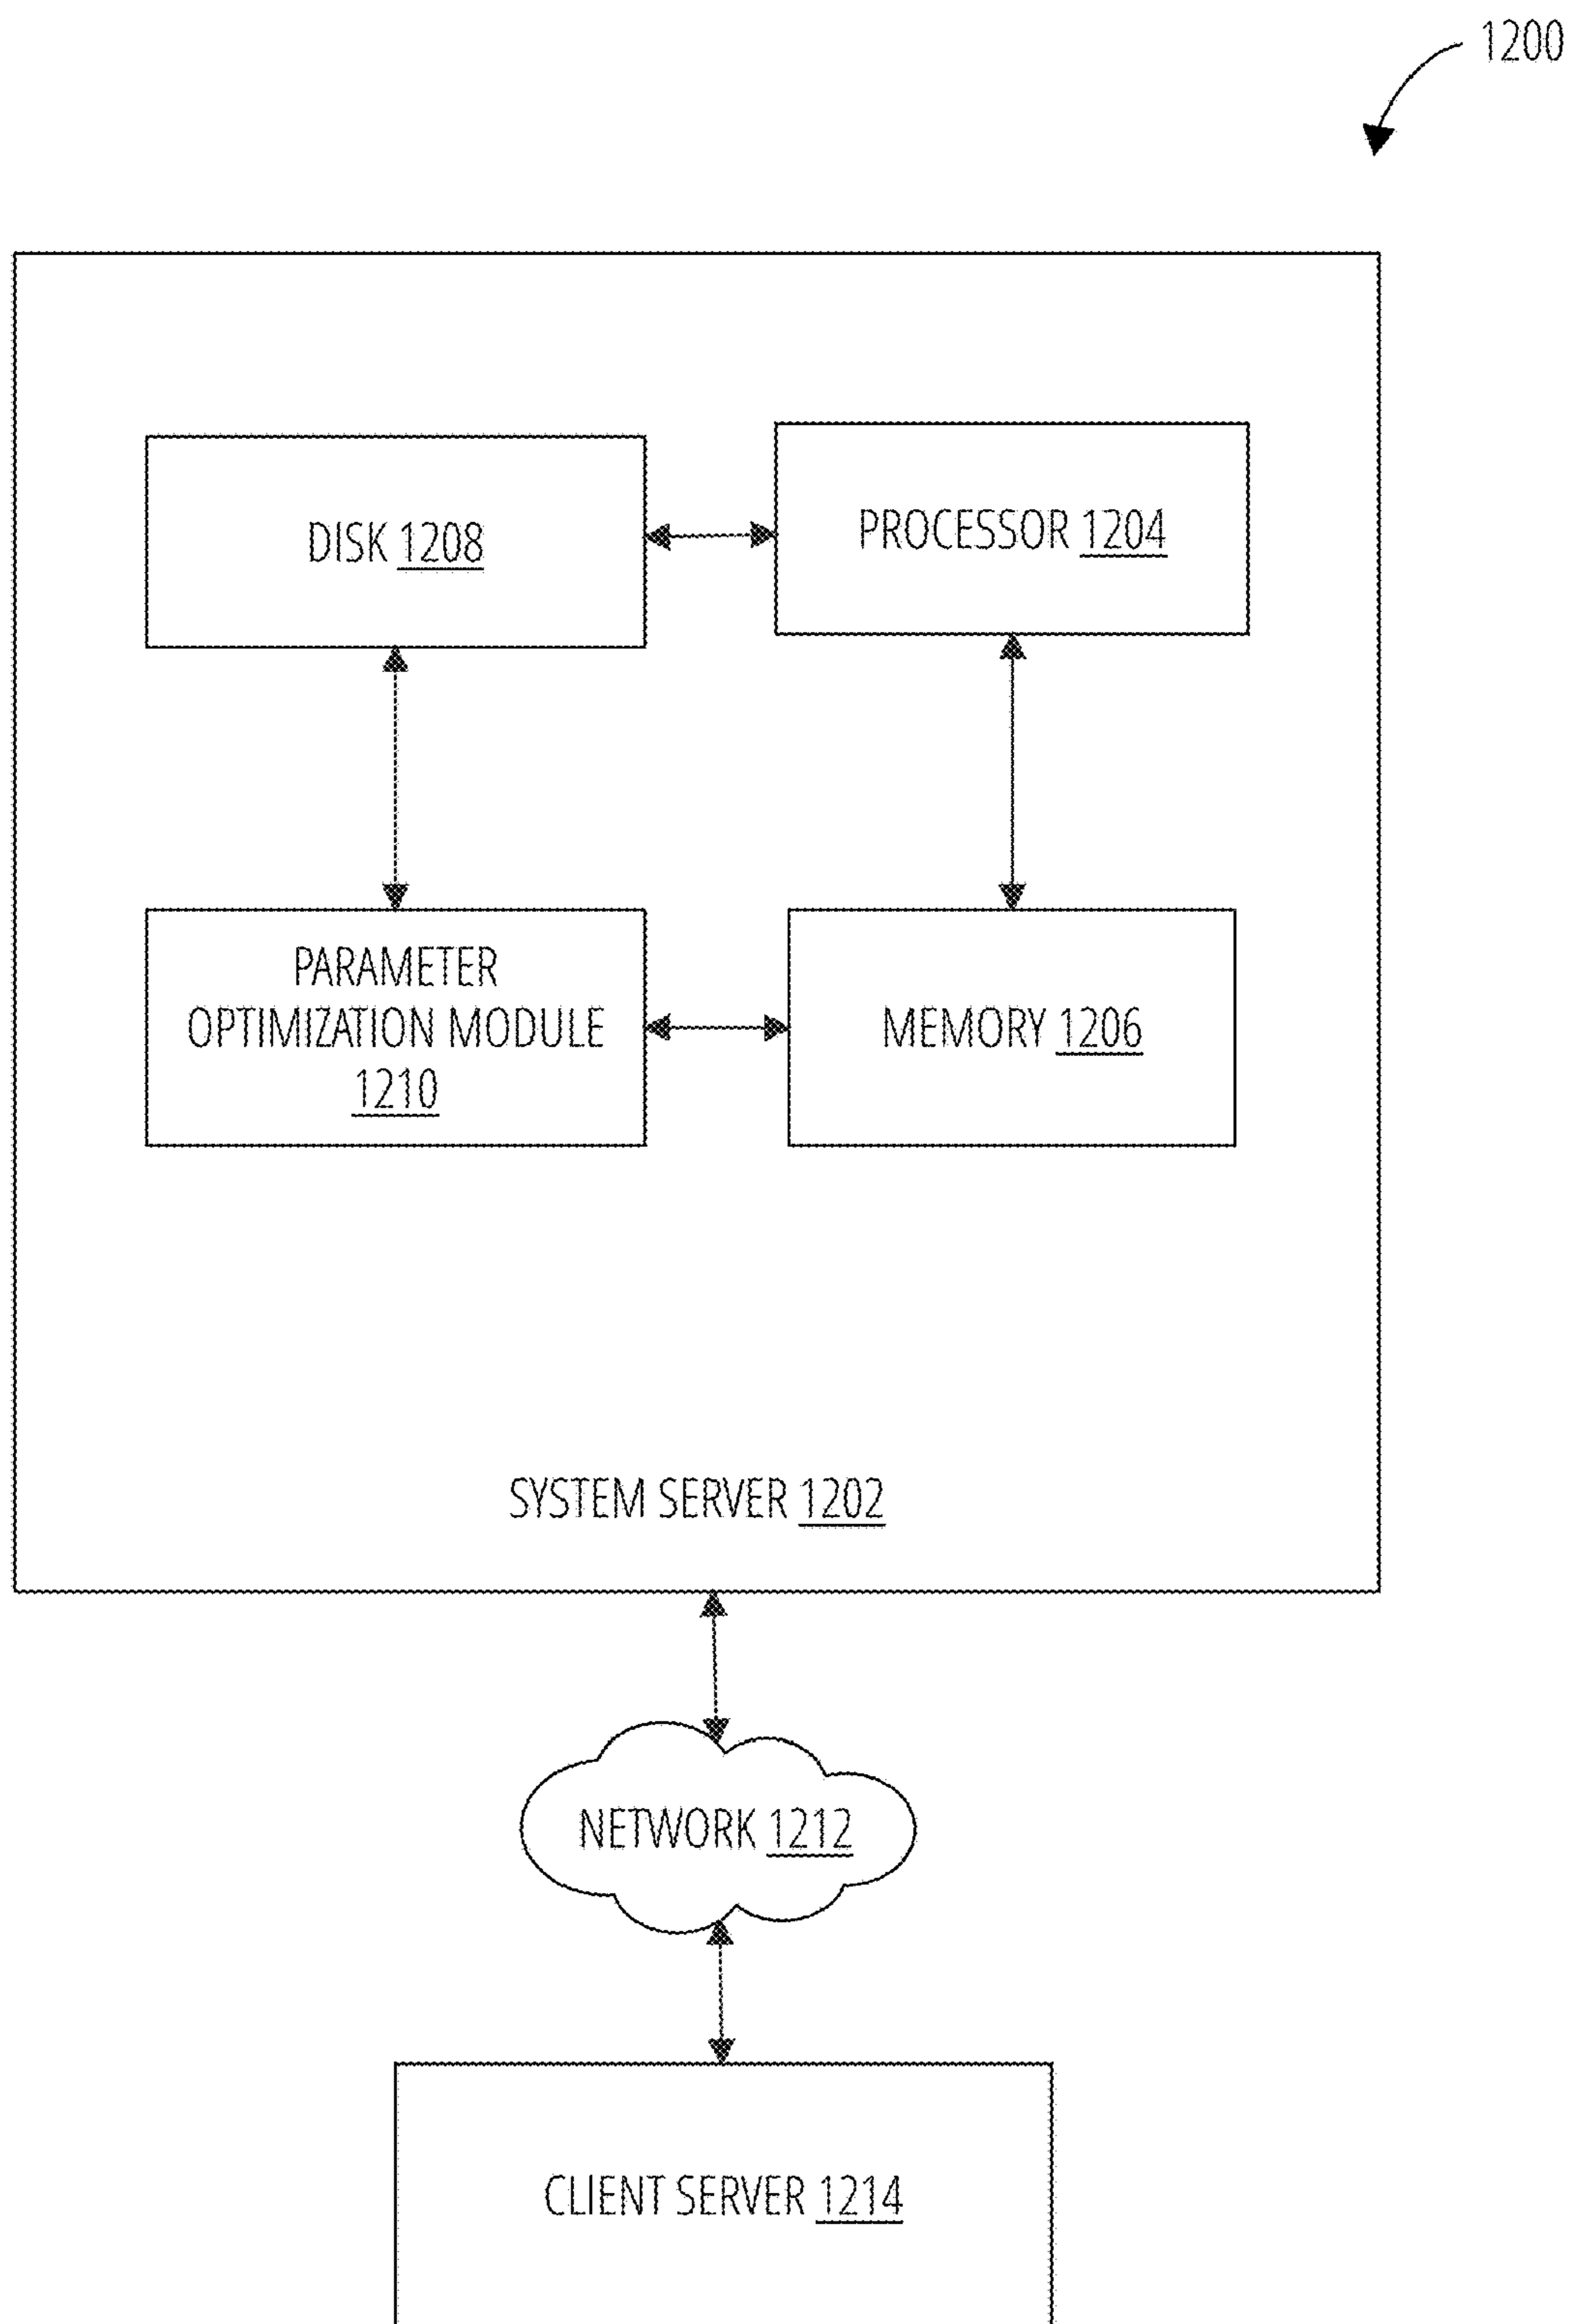 1200
DISK 1208
PROCESSOR 1204
PARAMETER
OPTIMIZATION MODULE
1210
MEMORY 1206
SYSTEM SERVER 1202
NETWORK 1212
CLIENT SERVER 1214